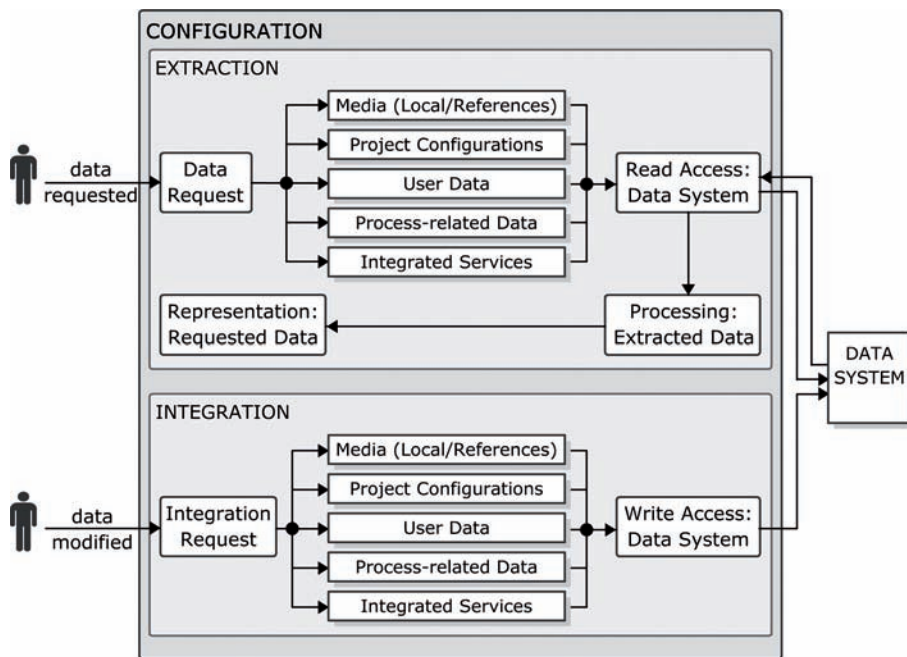 CONFIGURATION
EXTRACTION
data
requested
Data
Request
Media (Local/References)
Project Configurations
User Data
Process-related Data
Integrated Services
Read Access:
Data System
Representation:
Requested Data
Processing:
Extracted Data
DATA
SYSTEM
INTEGRATION
data
modified
Integration
Request
Media (Local/References)
Project Configurations
User Data
Process-related Data
Integrated Services
Write Access:
Data System